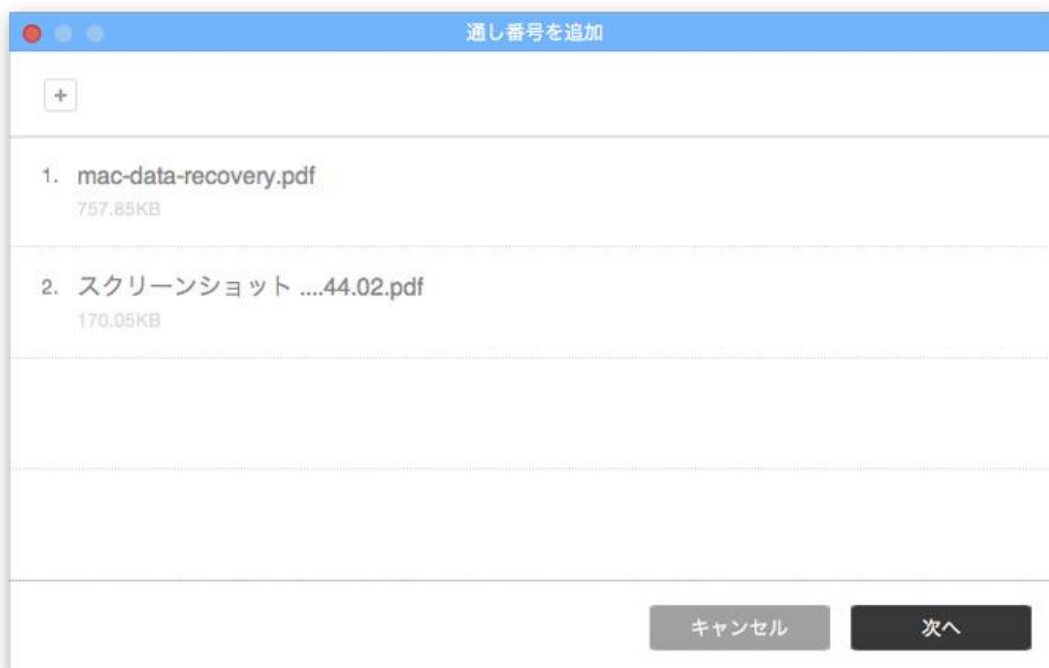 通し番号を追加
+
1. mac-data-recovery.pdf
757.85KB
2. スクリーンショット ....44.02.pdf
170.05KB
キャンセル 次へ